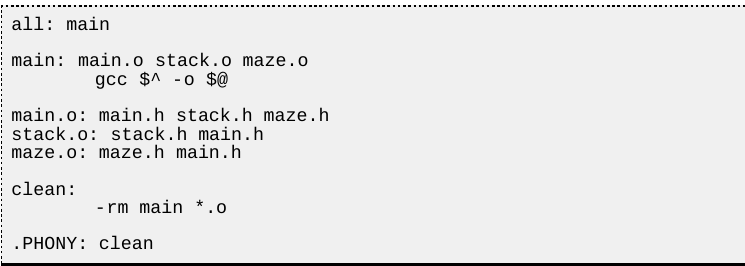 all: main
main: main.o stack.o maze.o
gcc $^ -o $@
main.o: main.h stack.h maze.h
stack.o: stack.h main.h
maze.o: maze.h main.h
clean:
-rm main *.o
.PHONY: clean